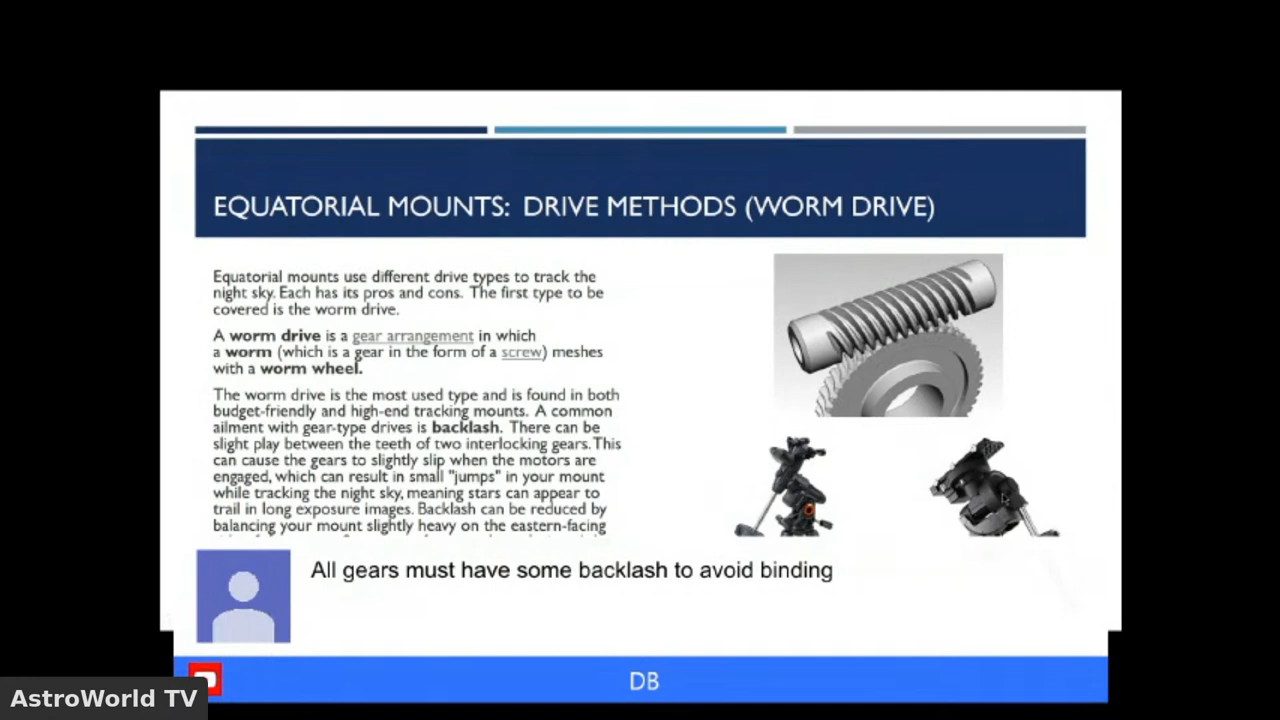 EQUATORIAL MOUNTS: DRIVE METHODS (WORM DRIVE)
Equatorial mounts use different drive types to track the
night sky. Each has its pros and cons. The first type to be
covered is the worm drive.
A worm drive is a gear arrangement in which
a worm (which is a gear in the form of a screw) meshes
with a worm wheel.
The worm drive is the most used type and is found in both
budget-friendly and high-end tracking mounts. A common
ailment with gear-type drives is backlash. There can be
slight play between the teeth of two interlocking gears. This
can cause the gears to slightly slip when the motors are
engaged, which can result in small "jumps" in your mount
while tracking the night sky, meaning stars can appear to
trail in long exposure images. Backlash can be reduced by
balancing your mount slightly heavy on the eastern-facing
All gears must have some backlash to avoid binding
DB
AstroWorld TV